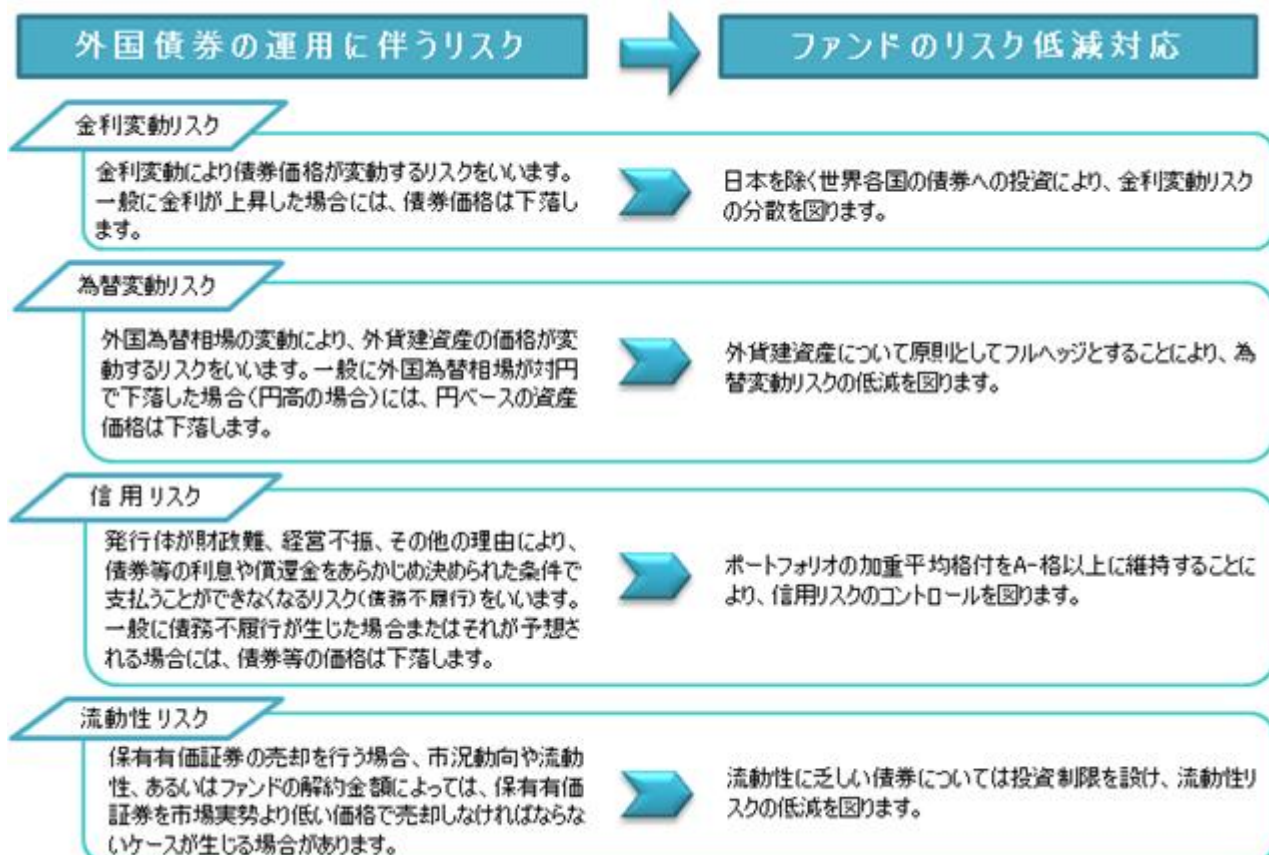 外国債券の運用に伴うリスク
ファンドのリスク低減対応
金利変動リスク
金利変動により債券価格が変動するリスクをいいます。
一般に金利が上昇した場合には、債券価格は下落し
ます。
日本を除く世界各国の債券への投資により、金利変動リスク
の分散を図ります。
為替変動リスク
外国為替相場の変動により、外貨建資産の価格が変
動するリスクをいいます。一般に外国為替相場が対円
で下落した場合(円高の場合)には、円ベースの資産
価格は下落します。
外貨建資産について原則としてフルヘッジとすることにより、為
替変動リスクの低減を図ります。
信用リスク
発行体が財政難、経営不振、その他の理由により、
債券等の利息や償還金をあらかじめ決められた条件で
支払うことができなくなるリスク(債務不履行)をいいます。
一般に債務不履行が生じた場合またはそれが予想さ
れる場合には、債券等の価格は下落します。
ポートフォリオの加重平均格付をA-格以上に維持することに
より、信用リスクのコントロールを図ります。
流動性リスク
保有有価証券の売却を行う場合、市況動向や流動
性、あるいはファンドの解約金額によっては、保有有価
証券を市場実勢より低い価格で売却しなければならな
いケースが生じる場合があります。
流動性に乏しい債券については投資制限を設け、流動性リ
スクの低減を図ります。